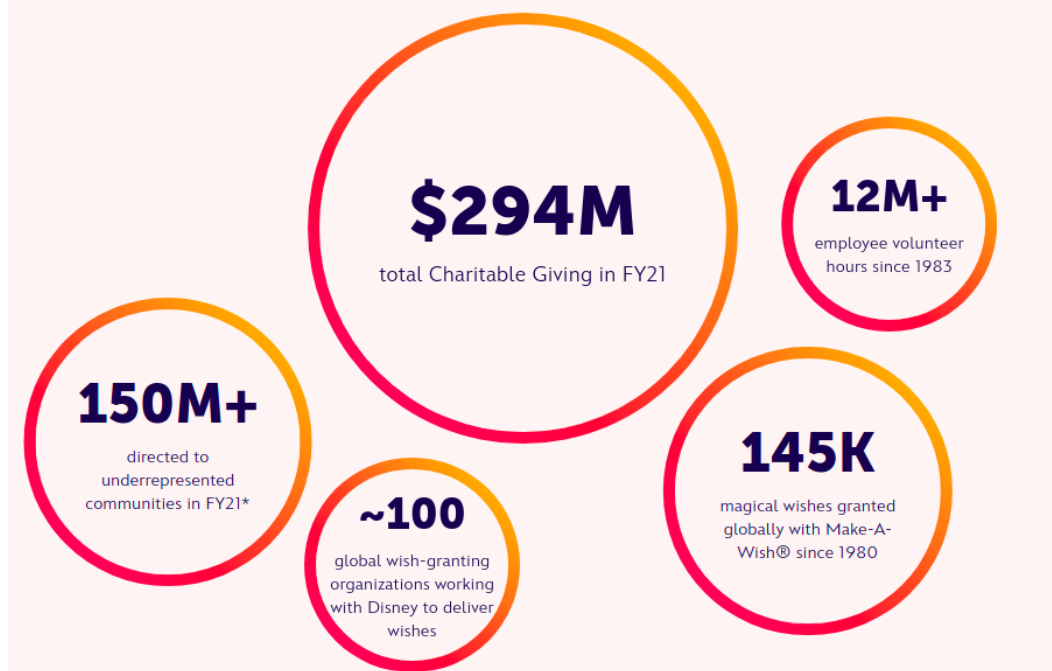 $294M
total Charitable Giving in FY21
12M+
employee volunteer
hours since 1983
150M+
directed to
underrepresented
communities in FY21*
~100
global wish-granting
organizations working
with Disney to deliver
wishes
145K
magical wishes granted
globally with Make-A-
Wish® since 1980